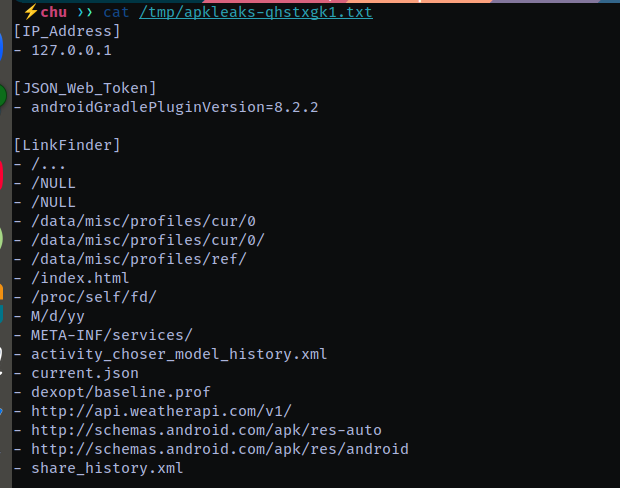 ⚡chu ❯❯ cat /tmp/apkleaks-qhstxgk1.txt
[IP_Address]
- 127.0.0.1

[JSON_Web_Token]
- androidGradlePluginVersion=8.2.2

[LinkFinder]
- /...
- /NULL
- /NULL
- /data/misc/profiles/cur/0
- /data/misc/profiles/cur/0/
- /data/misc/profiles/ref/
- /index.html
- /proc/self/fd/
- M/d/yy
- META-INF/services/
- activity_choser_model_history.xml
- current.json
- dexopt/baseline.prof
- http://api.weatherapi.com/v1/
- http://schemas.android.com/apk/res-auto
- http://schemas.android.com/apk/res/android
- share_history.xml